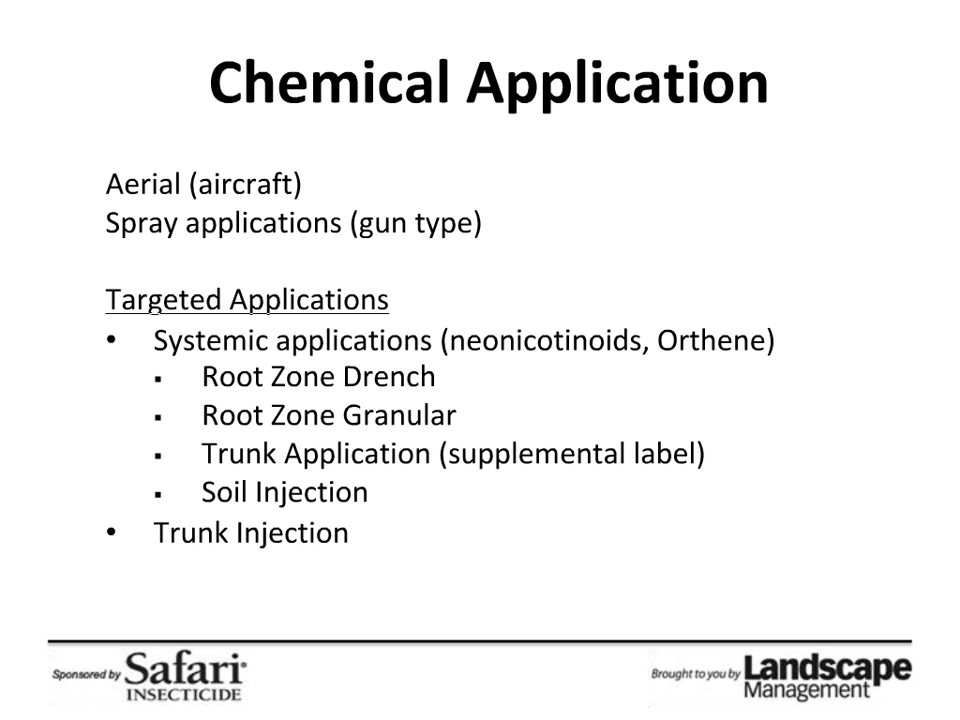 Chemical Application
Aerial (aircraft)
Spray applications (gun type)
Targeted Applications
• Systemic applications (neonicotinoids, Orthene)
▪ Root Zone Drench
▪ Root Zone Granular
▪ Trunk Application (supplemental label)
▪ Soil Injection
• Trunk Injection
Sponsored by Safari®
INSECTICIDE
Brought to you by Landscape
Management